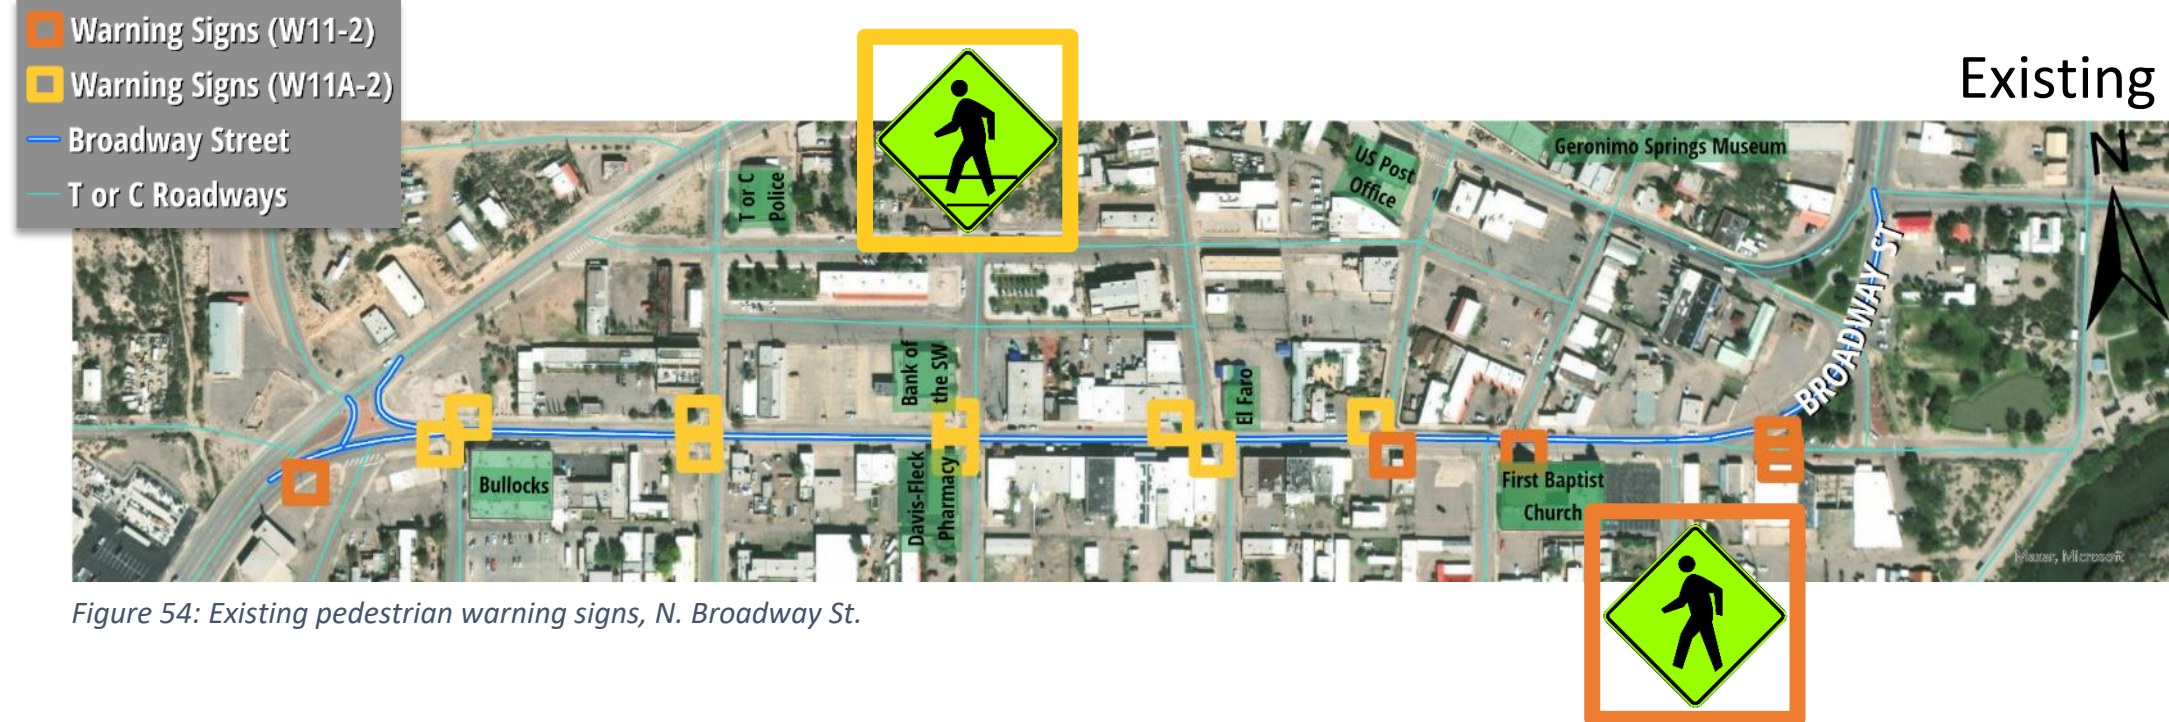 Warning Signs (W11-2)
Warning Signs (W11A-2)
Broadway Street
T or C Roadways
Existing
N
T or C
Police
US Post
Office
Geronimo Springs Museum
BROADWAY ST
Bank of
the SW
El Faro
Bullocks
Davis-Fleck
Pharmacy
First Baptist
Church
Maxar, Microsoft
Figure 54: Existing pedestrian warning signs, N. Broadway St.